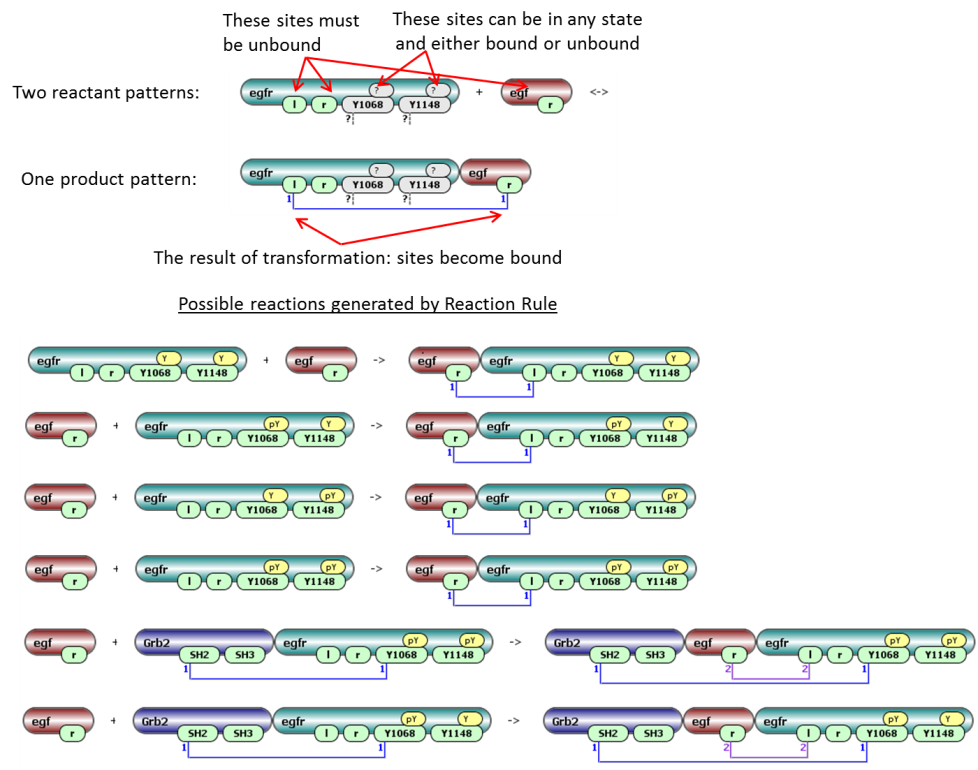 These sites must be unbound
These sites can be in any state and either bound or unbound
Two reactant patterns:
egfr ? ? + egf <->
l r Y1068 Y1148 r
? ?
One product pattern:
egfr ? ? egf
l r Y1068 Y1148 r
1 ? ? 1
The result of transformation: sites become bound
Possible reactions generated by Reaction Rule
egfr Y Y + egf -> egf egfr Y Y
l r Y1068 Y1148 r r l r Y1068 Y1148
1 1
egf + egfr pY Y -> egf egfr pY Y
r l r Y1068 Y1148 r l r Y1068 Y1148
1 1
egf + egfr Y pY -> egf egfr Y pY
r l r Y1068 Y1148 r l r Y1068 Y1148
1 1
egf + egfr pY pY -> egf egfr pY pY
r l r Y1068 Y1148 r l r Y1068 Y1148
1 1
egf + Grb2 egfr pY pY -> Grb2 egf egfr pY pY
r SH2 SH3 l r Y1068 Y1148 SH2 SH3 r l r Y1068 Y1148
1 1 1 2 2 1
egf + Grb2 egfr pY Y -> Grb2 egf egfr pY Y
r SH2 SH3 l r Y1068 Y1148 SH2 SH3 r l r Y1068 Y1148
1 1 1 2 2 1